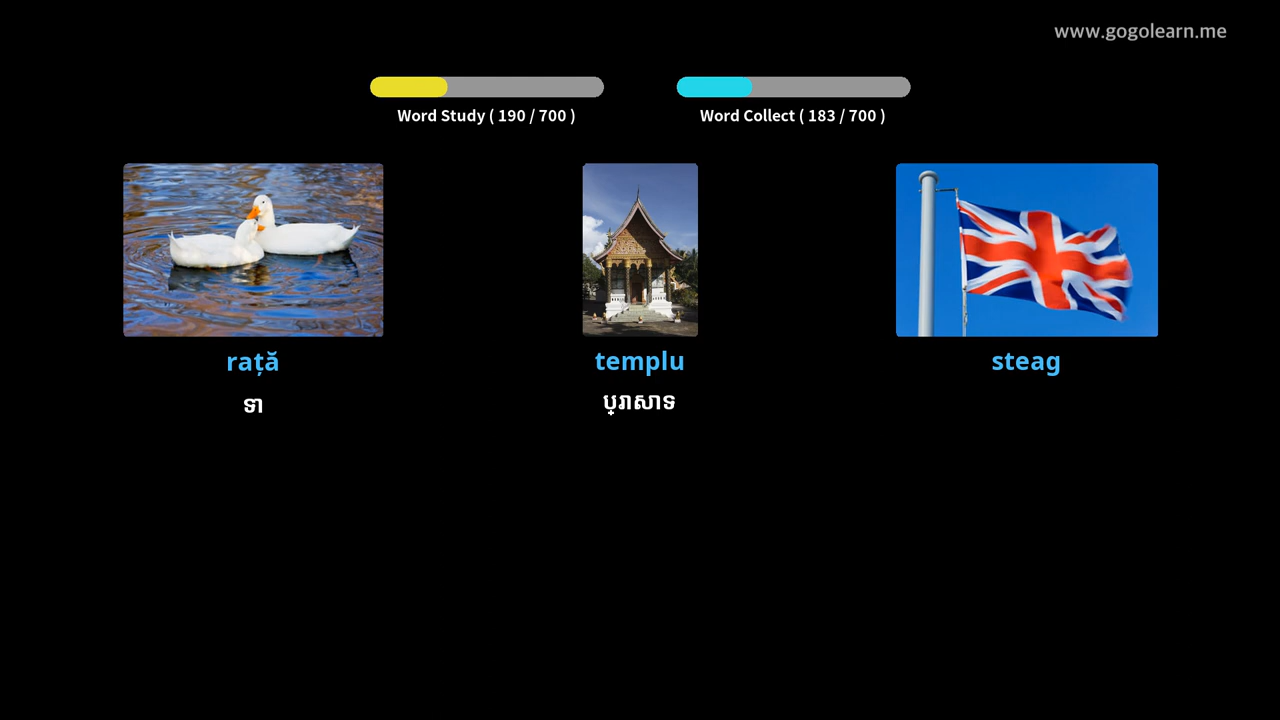 www.gogolearn.me
Word Study ( 190 / 700 )
Word Collect ( 183 / 700 )
rață
templu
steag
ទា
ប្រាសាទ